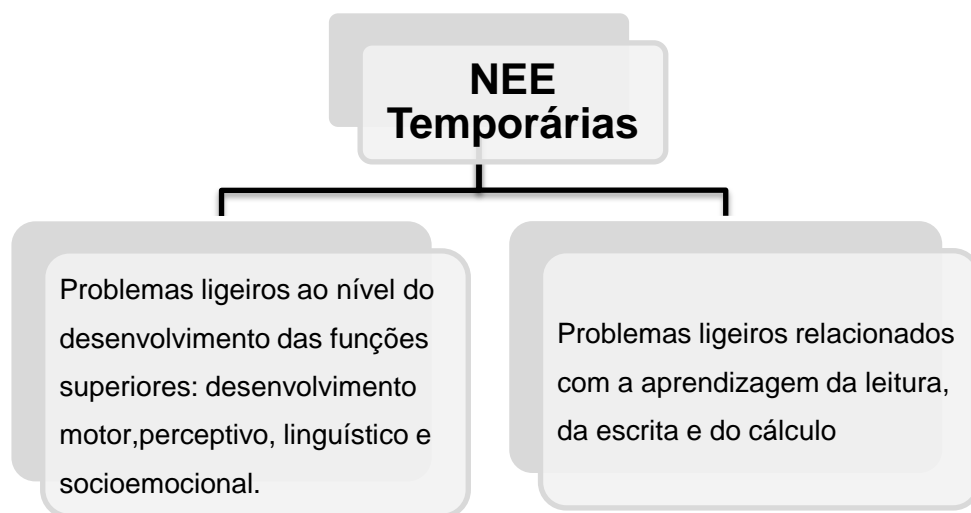 NEE
Temporárias
Problemas ligeiros ao nível do
desenvolvimento das funções
superiores: desenvolvimento
motor,perceptivo, linguístico e
socioemocional.
Problemas ligeiros relacionados
com a aprendizagem da leitura,
da escrita e do cálculo